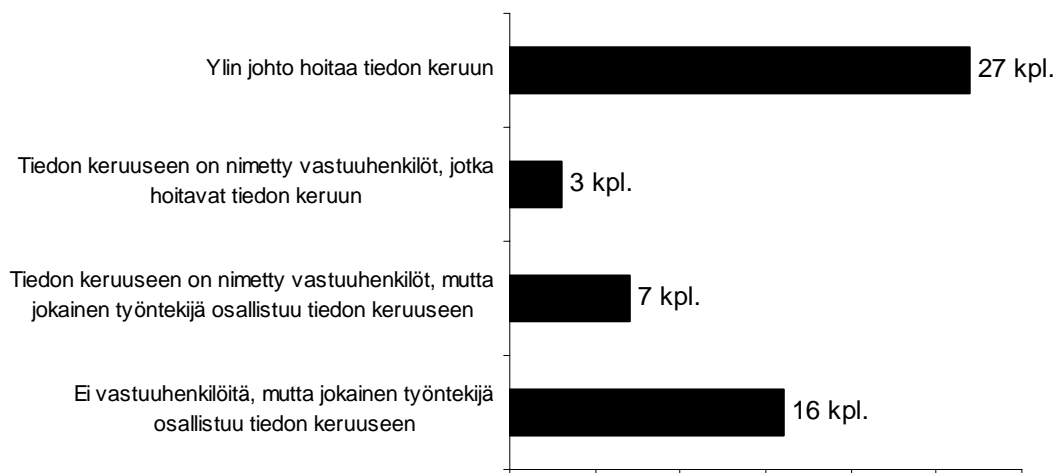 Ylin johto hoitaa tiedon keruun
27 kpl.
Tiedon keruuseen on nimetty vastuuhenkilöt, jotka
hoitavat tiedon keruun
3 kpl.
Tiedon keruuseen on nimetty vastuuhenkilöt, mutta
jokainen työntekijä osallistuu tiedon keruuseen
7 kpl.
Ei vastuuhenkilöitä, mutta jokainen työntekijä
osallistuu tiedon keruuseen
16 kpl.